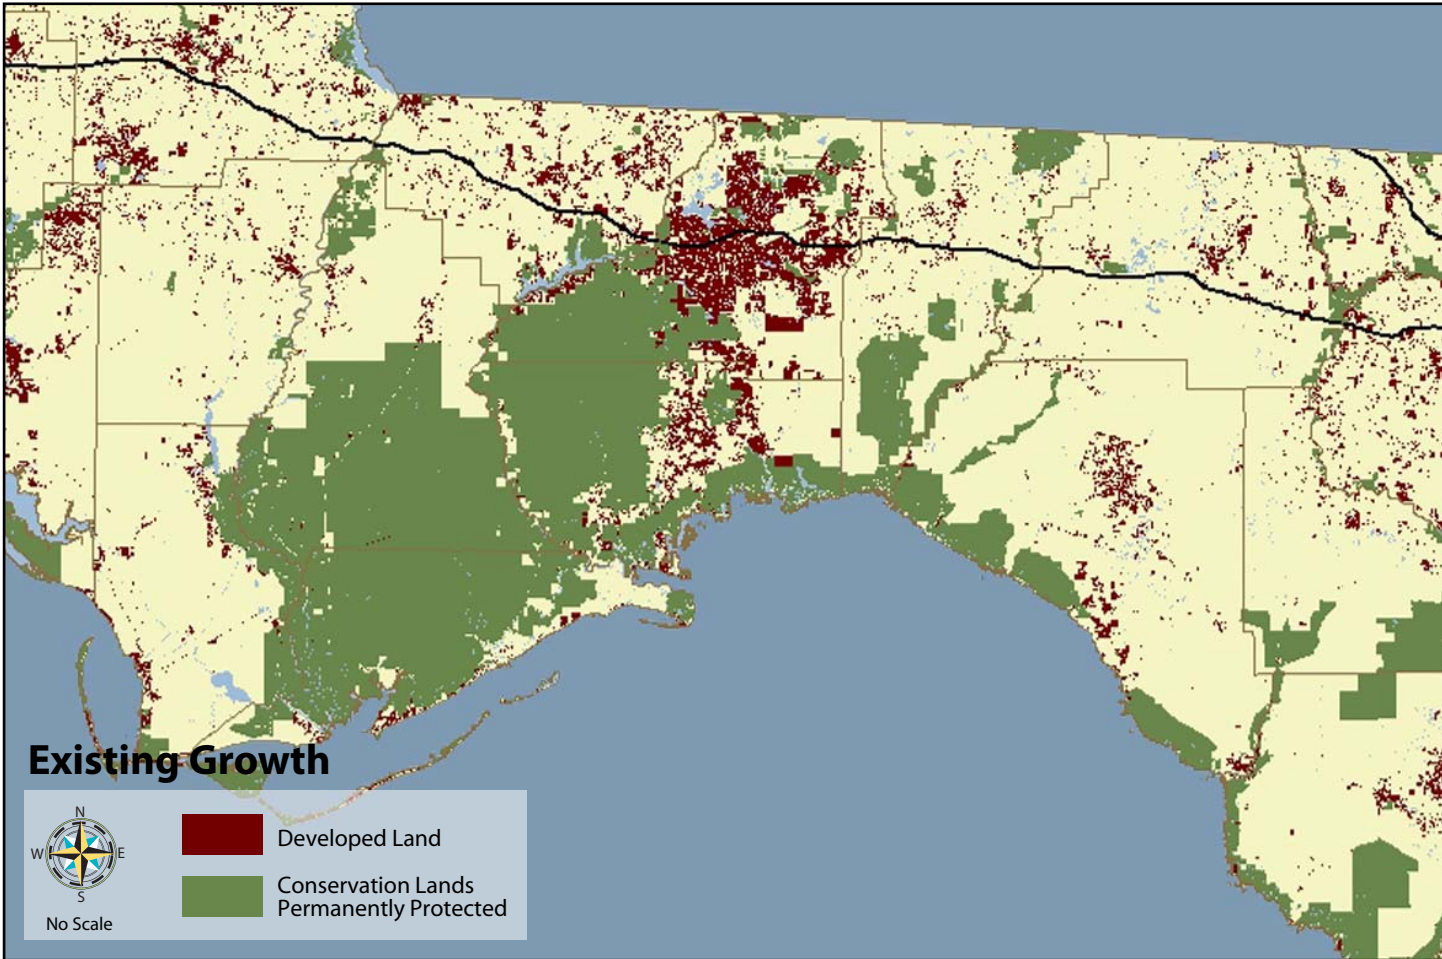 Existing Growth
N
W
E
S
No Scale
Developed Land
Conservation Lands
Permanently Protected